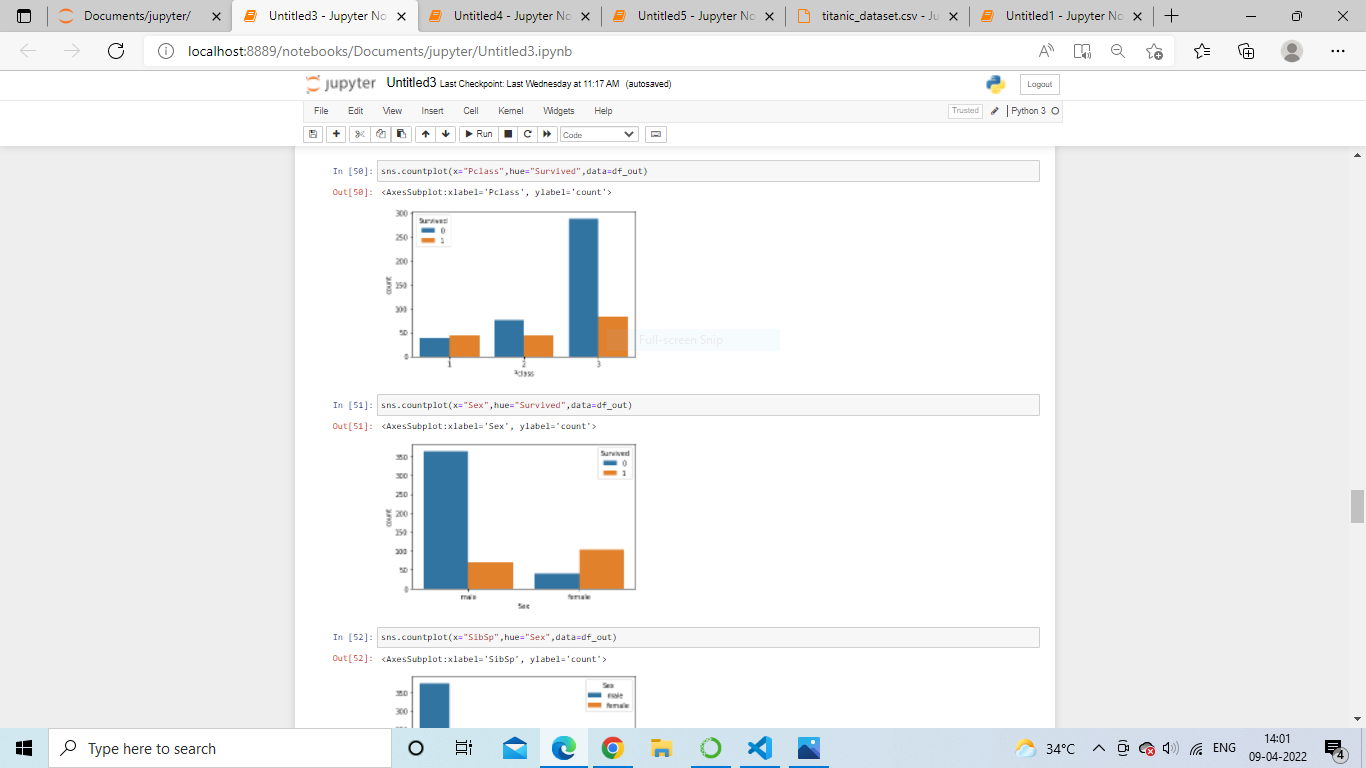 Documents/jupyter/
Untitled3 - Jupyter No
Untitled4 - Jupyter No
Untitled5 - Jupyter No
titanic_dataset.csv - Ju
Untitled1 - Jupyter No
localhost:8889/notebooks/Documents/jupyter/Untitled3.ipynb
jupyter Untitled3 Last Checkpoint: Last Wednesday at 11:17 AM (autosaved)
Logout
File Edit View Insert Cell Kernel Widgets Help
Trusted Python 3
Run Code
In [50]: sns.countplot(x="Pclass",hue="Survived",data=df_out)
Out[50]: <AxesSubplot:xlabel='Pclass', ylabel='count'>
Survived
0
1
300
250
200
150
100
50
0
count
1 2 3
Pclass
Full-screen Snip
In [51]: sns.countplot(x="Sex",hue="Survived",data=df_out)
Out[51]: <AxesSubplot:xlabel='Sex', ylabel='count'>
Survived
0
1
350
300
250
200
150
100
50
0
count
male female
Sex
In [52]: sns.countplot(x="SibSp",hue="Sex",data=df_out)
Out[52]: <AxesSubplot:xlabel='SibSp', ylabel='count'>
Sex
male
female
350
300
Type here to search
34°C
ENG
14:01
09-04-2022
4